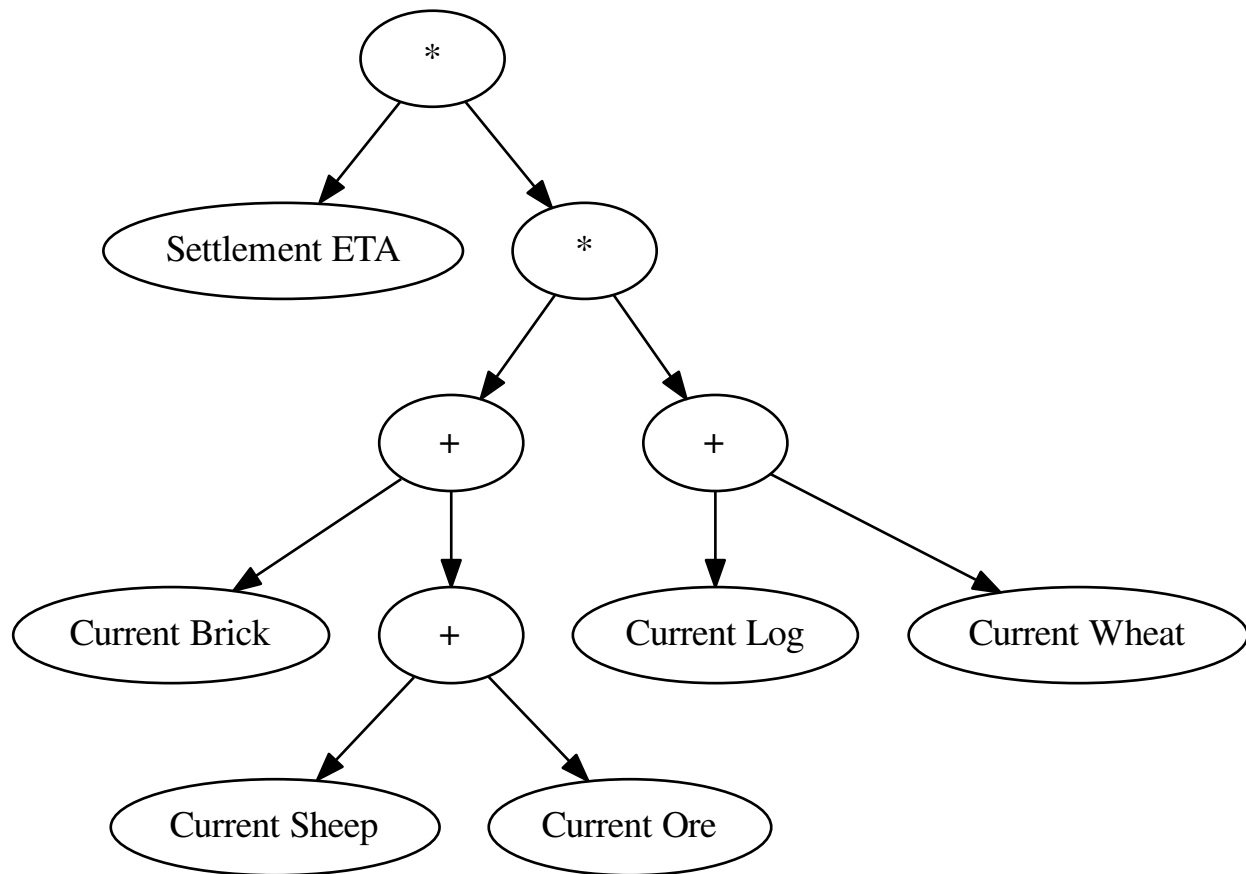 *
Settlement ETA
*
+
+
Current Brick
+
Current Log
Current Wheat
Current Sheep
Current Ore